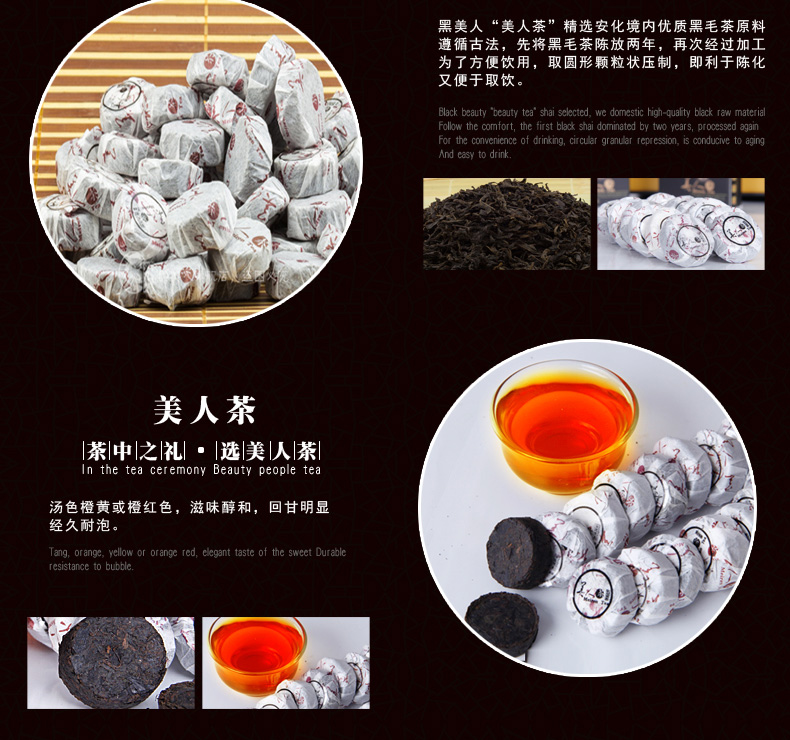 黑美人“美人茶”精选安化境内优质黑毛茶原料
遵循古法，先将黑毛茶陈放两年，再次经过加工
为了方便饮用，取圆形颗粒状压制，即利于陈化
又便于取饮。
Black beauty "beauty tea" shai selected, we domestic high-quality black raw material
Follow the comfort, the first black shai dominated by two years, processed again
For the convenience of drinking, circular granular repression, is conducive to aging
And easy to drink.
美人茶
茶中之礼·选美人茶
In the tea ceremony Beauty people tea
汤色橙黄或橙红色，滋味醇和，回甘明显
经久耐泡。
Tang, orange, yellow or orange red, elegant taste of the sweet Durable
resistance to bubble.